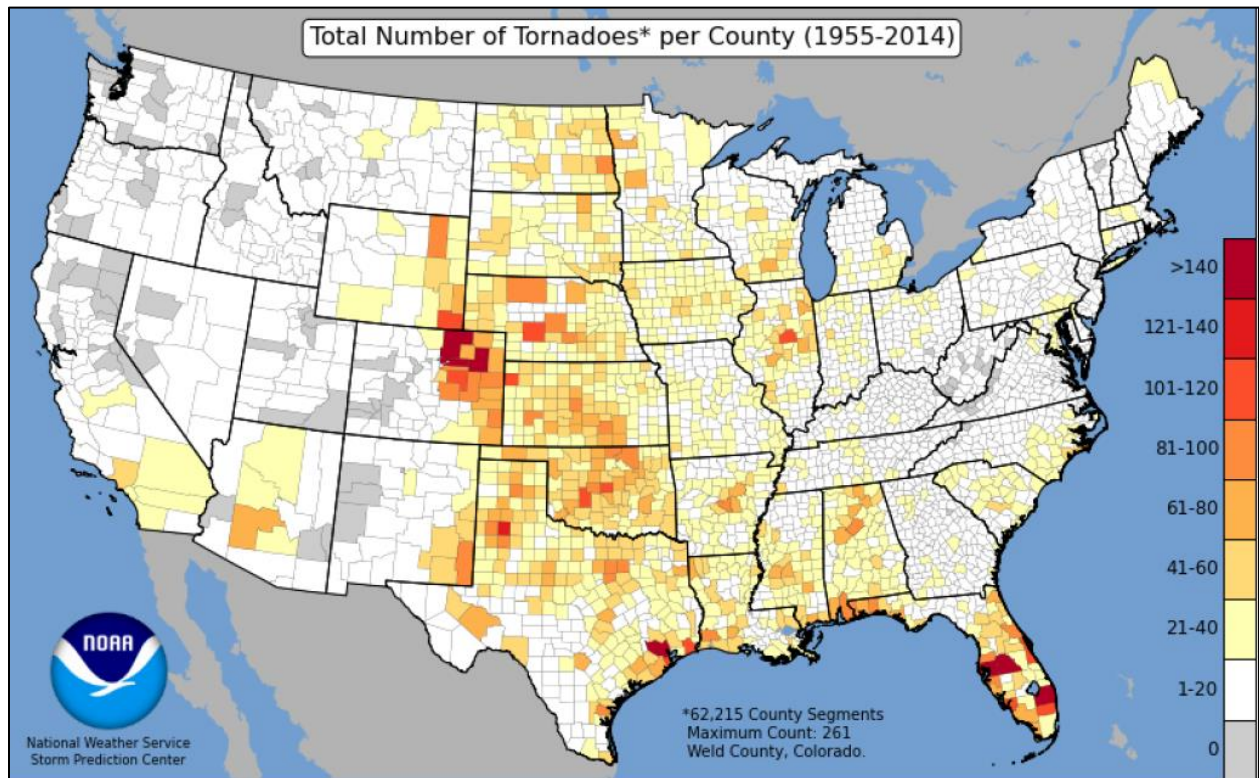 Total Number of Tornadoes* per County (1955-2014)
>140
121-140
101-120
81-100
61-80
41-60
21-40
1-20
0
NOAA
National Weather Service
Storm Prediction Center
*62,215 County Segments
Maximum Count: 261
Weld County, Colorado.